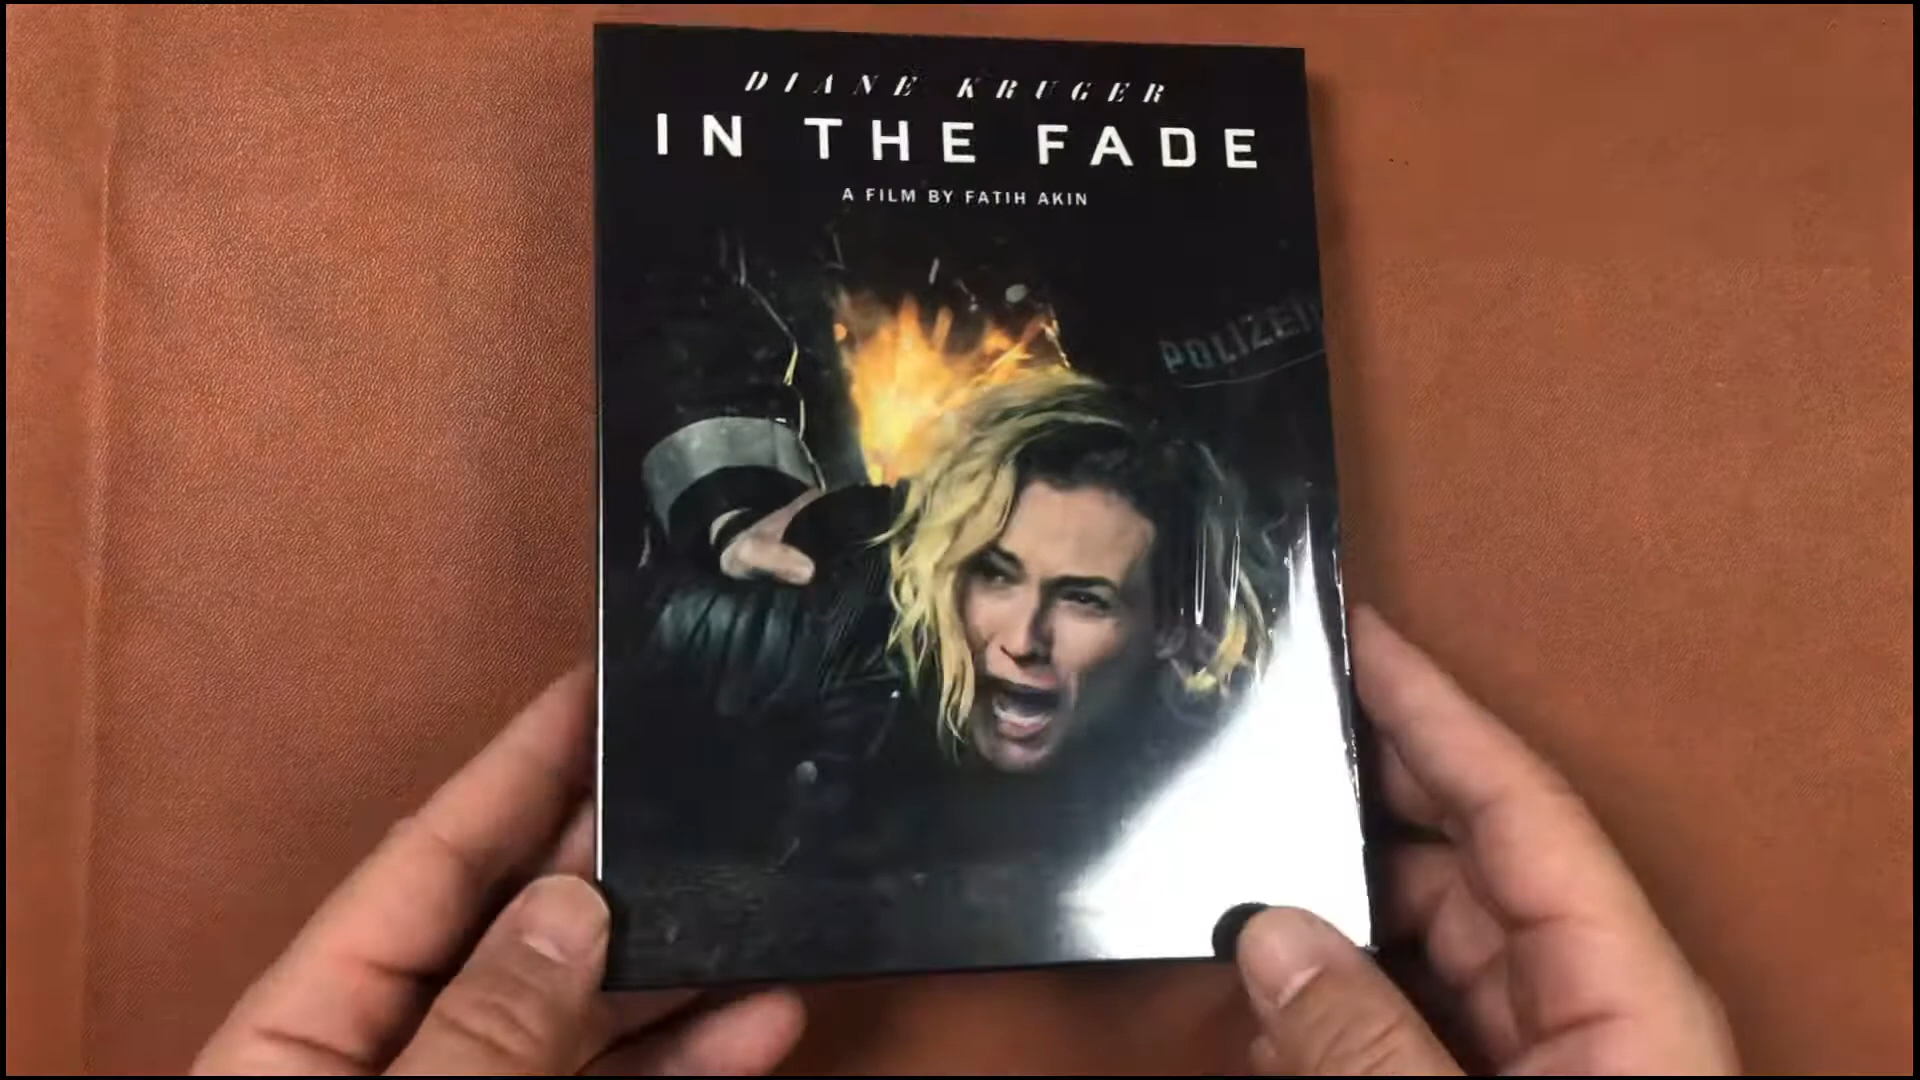 DIANE KRUGER
IN THE FADE
A FILM BY FATIH AKIN
POLIZEI